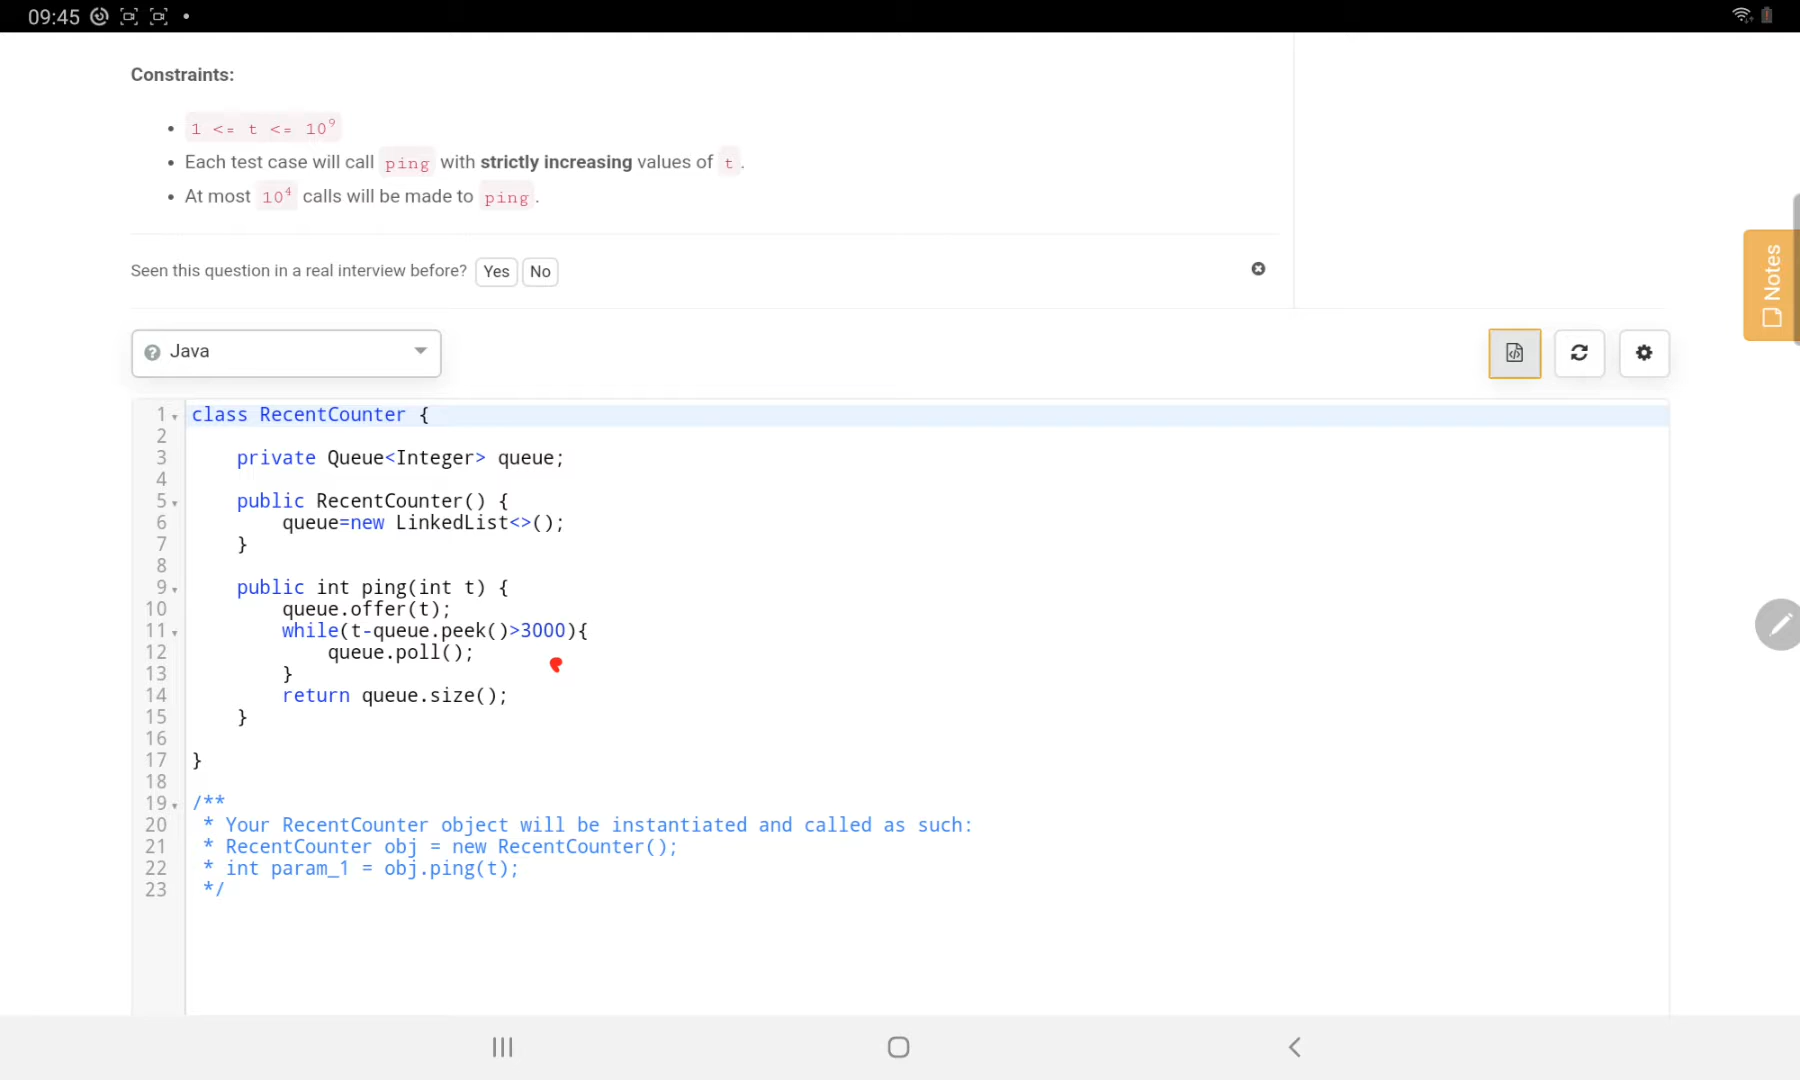 09:45
Constraints:
• 1 <= t <= 10⁹
• Each test case will call ping with strictly increasing values of t.
• At most 10⁴ calls will be made to ping.
Seen this question in a real interview before? Yes No
Notes
Java
1 class RecentCounter {
2
3     private Queue<Integer> queue;
4
5     public RecentCounter() {
6         queue=new LinkedList<>();
7     }
8
9     public int ping(int t) {
10         queue.offer(t);
11         while(t-queue.peek()>3000){
12             queue.poll();
13         }
14         return queue.size();
15     }
16
17 }
18
19 /**
20  * Your RecentCounter object will be instantiated and called as such:
21  * RecentCounter obj = new RecentCounter();
22  * int param_1 = obj.ping(t);
23  */